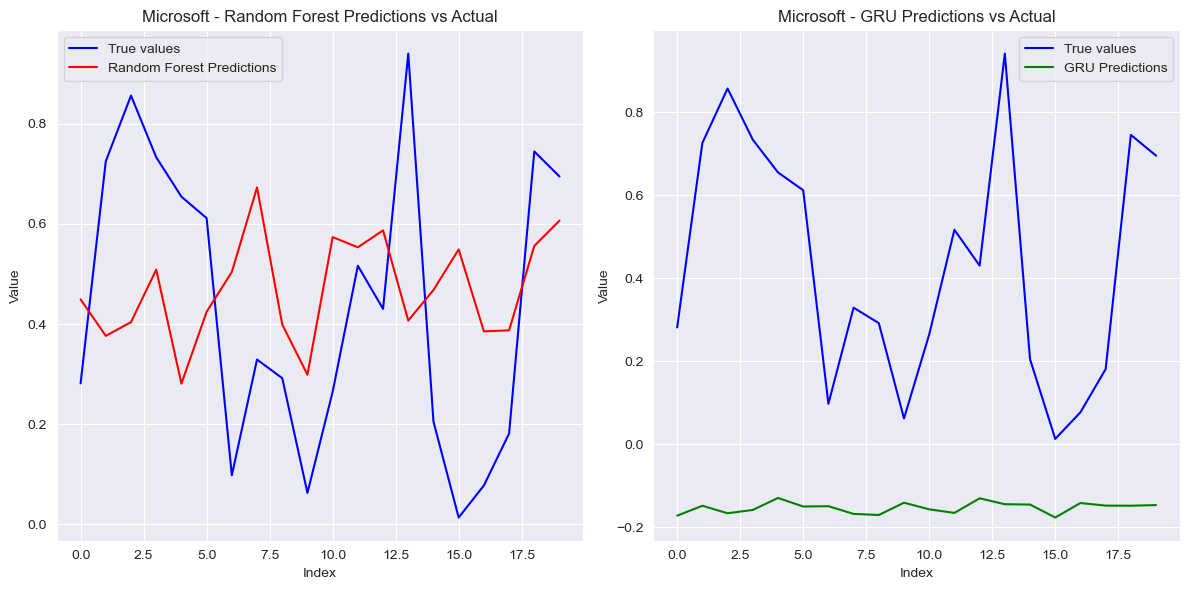 Microsoft - Random Forest Predictions vs Actual
True values
Random Forest Predictions
Value
0.8
0.6
0.4
0.2
0.0
0.0 2.5 5.0 7.5 10.0 12.5 15.0 17.5
Index
Microsoft - GRU Predictions vs Actual
True values
GRU Predictions
Value
0.8
0.6
0.4
0.2
0.0
−0.2
0.0 2.5 5.0 7.5 10.0 12.5 15.0 17.5
Index